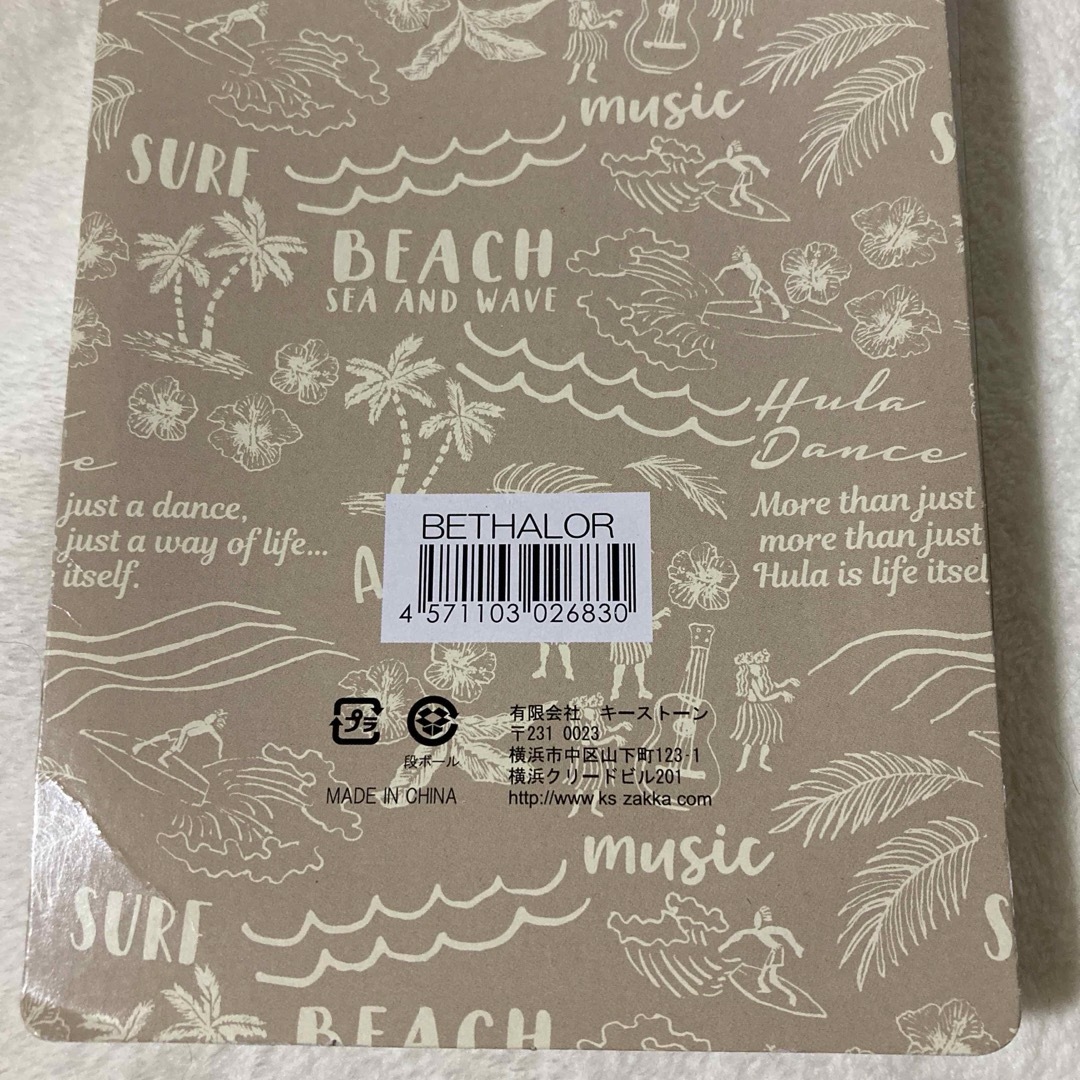 music
SURF
BEACH
SEA AND WAVE
Hula
Dance
just a dance,
just a way of life...
itself.
More than just
more than just
Hula is life itsel
BETHALOR
4 571103 026830
プラ
段ボール
MADE IN CHINA
有限会社 キーストーン
〒231 0023
横浜市中区山下町123-1
横浜クリードビル201
http://www ks zakka com
music
SURF
BEACH